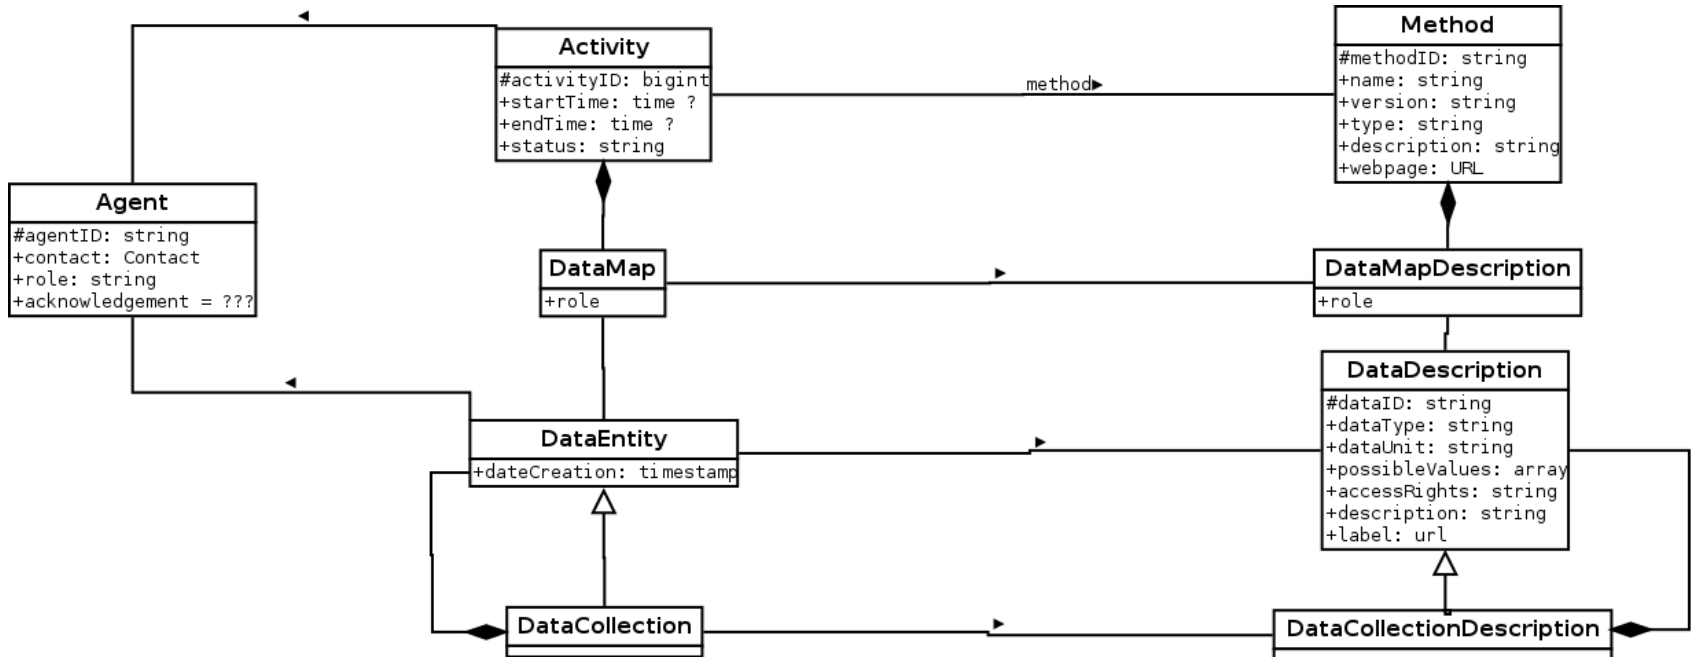 Activity
#activityID: bigint
+startTime: time ?
+endTime: time ?
+status: string
method
Method
#methodID: string
+name: string
+version: string
+type: string
+description: string
+webpage: URL
Agent
#agentID: string
+contact: Contact
+role: string
+acknowledgement = ???
DataMap
+role
DataMapDescription
+role
DataEntity
+dateCreation: timestamp
DataDescription
#dataID: string
+dataType: string
+dataUnit: string
+possibleValues: array
+accessRights: string
+description: string
+label: url
DataCollection
DataCollectionDescription